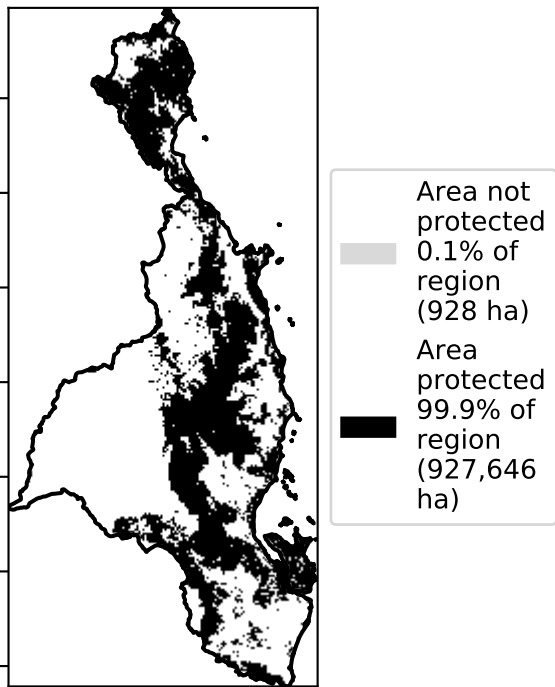 Area not
protected
0.1% of
region
(928 ha)
Area
protected
99.9% of
region
(927,646
ha)